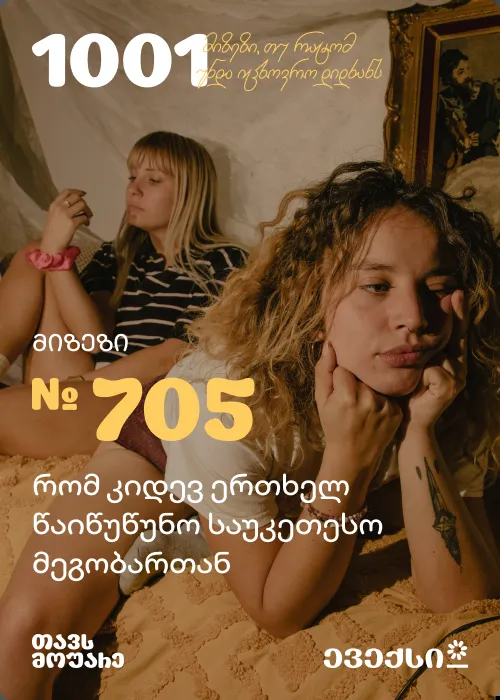 1001 მიზეზი, თუ რატომ
უნდა იცხოვრო დიდხანს
მიზეზი
№ 705
რომ კიდევ ერთხელ
წაიწუწუნო საუკეთესო
მეგობართან
თავს
მოუარე
ევექსი